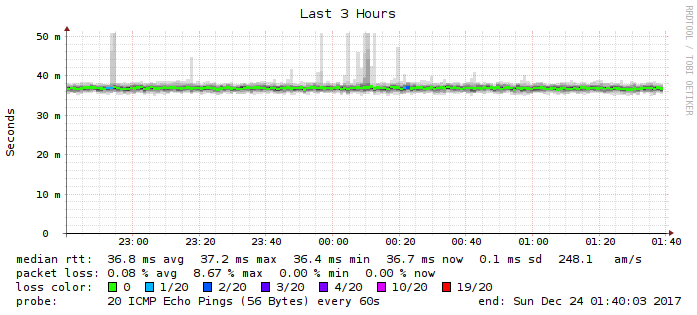 Last 3 Hours
RRDTOOL / TOBI OETIKER
Seconds
50 m
40 m
30 m
20 m
10 m
0
23:00 23:20 23:40 00:00 00:20 00:40 01:00 01:20 01:40
median rtt: 36.8 ms avg 37.2 ms max 36.4 ms min 36.7 ms now 0.1 ms sd 248.1 am/s
packet loss: 0.08 % avg 8.67 % max 0.00 % min 0.00 % now
loss color: 0 1/20 2/20 3/20 4/20 10/20 19/20
probe: 20 ICMP Echo Pings (56 Bytes) every 60s end: Sun Dec 24 01:40:03 2017